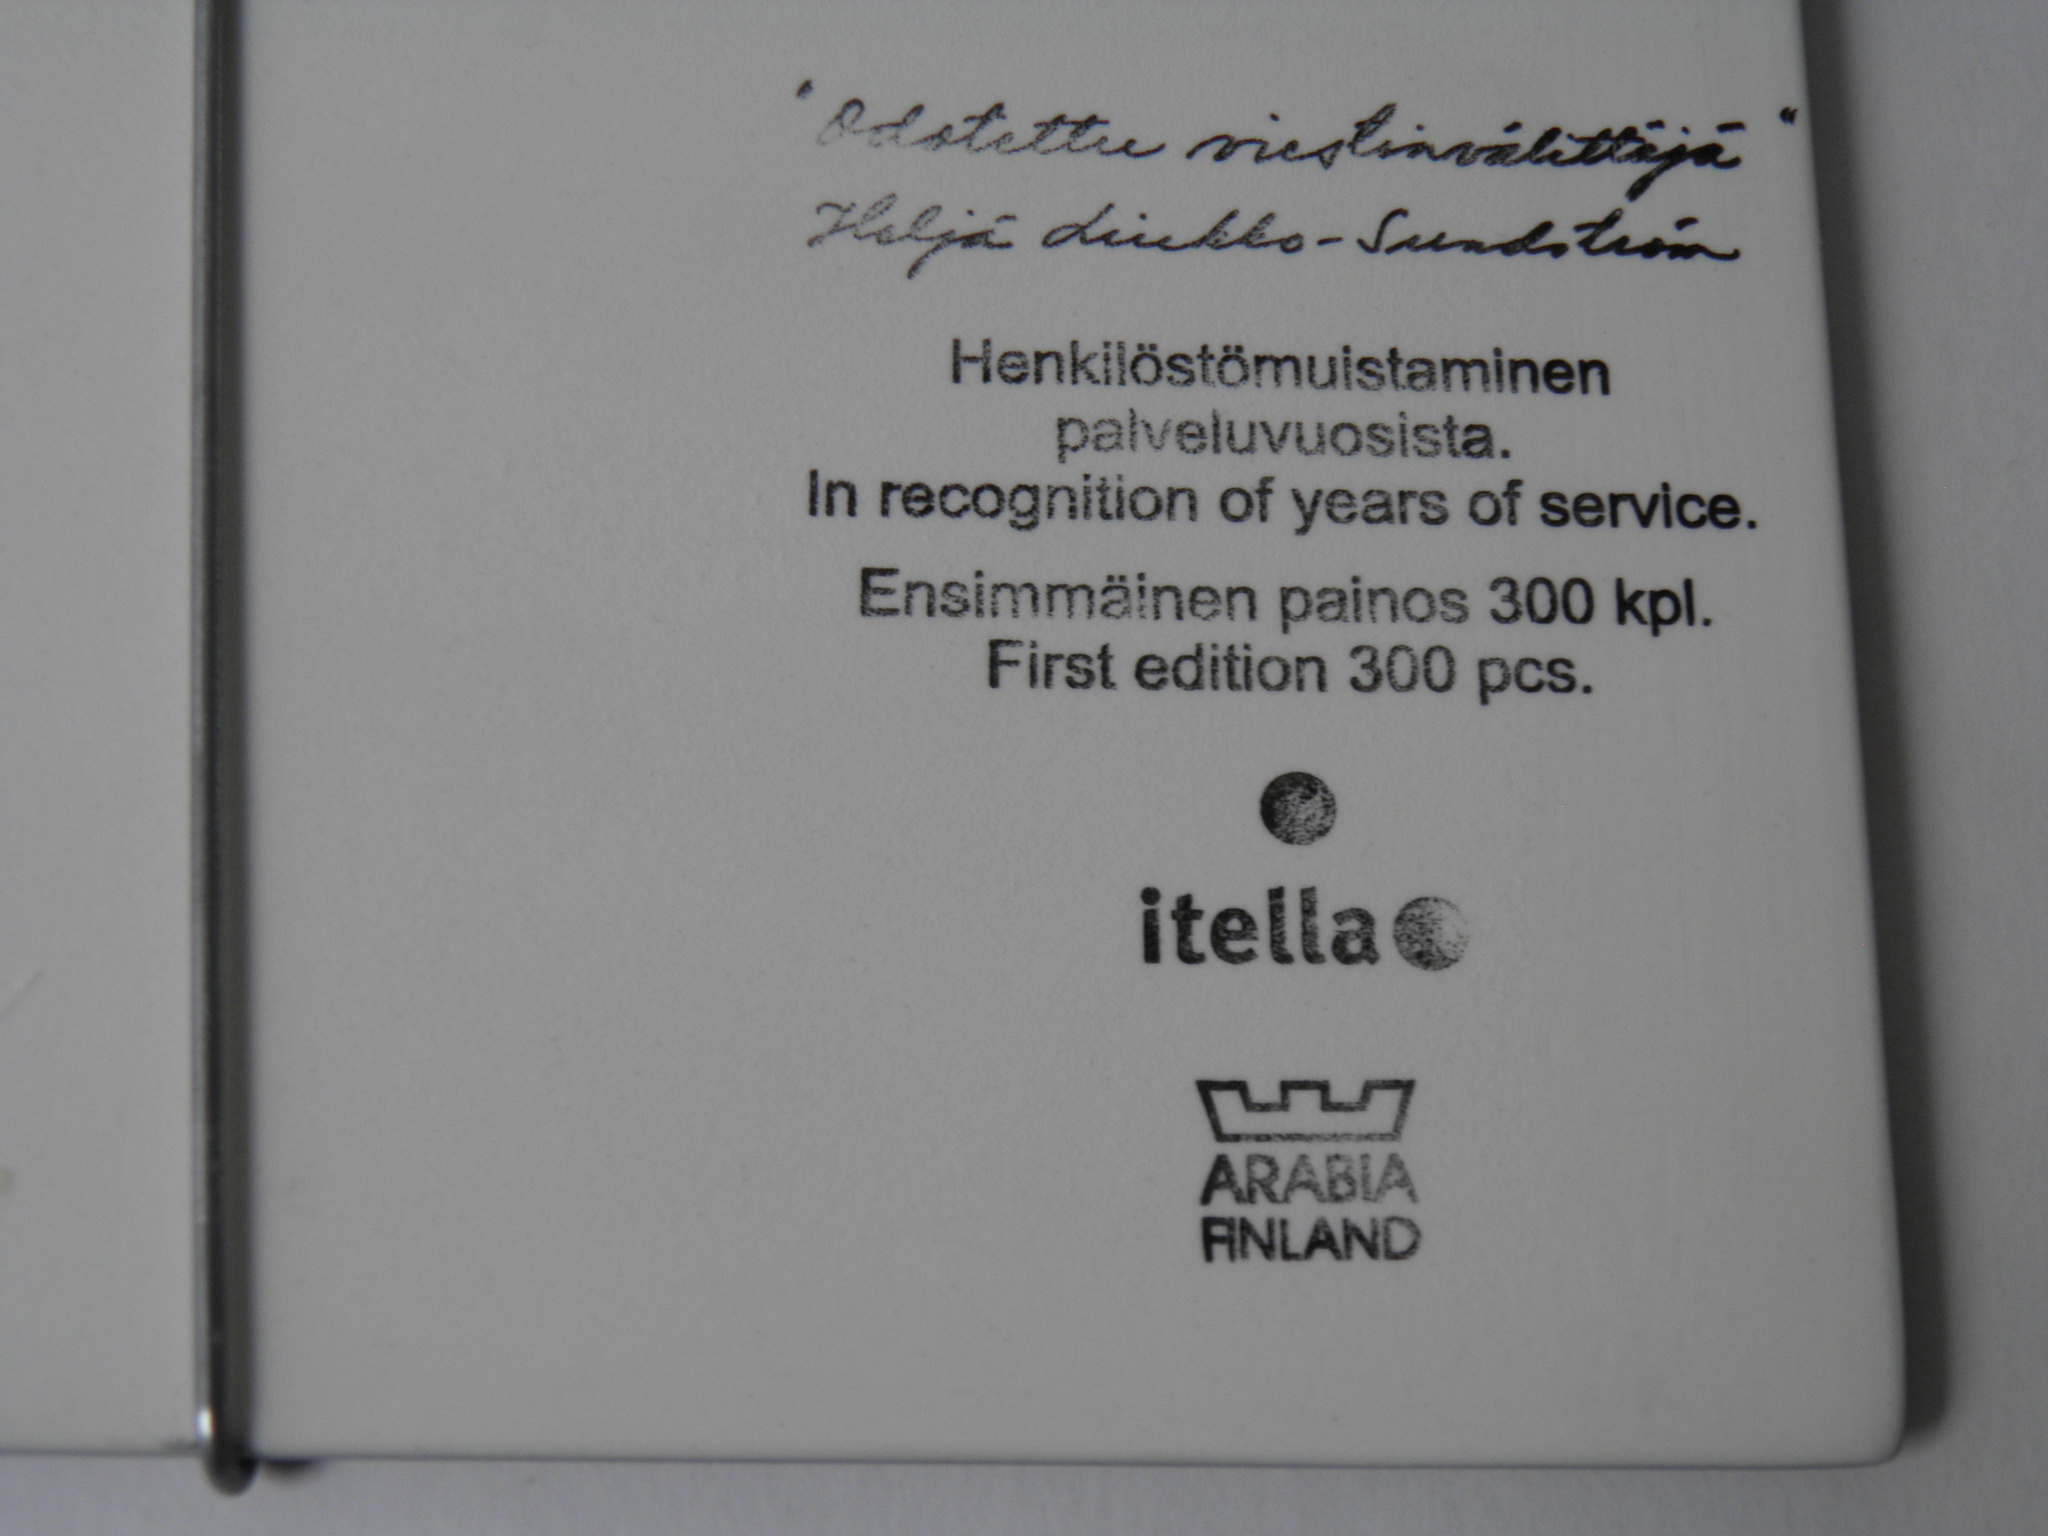 "Odotettu viestinvälittäjä"
Heljä Liukko-Sundström
Henkilöstömuistaminen
palveluvuosista.
In recognition of years of service.
Ensimmäinen painos 300 kpl.
First edition 300 pcs.
itella
ARABIA
FINLAND